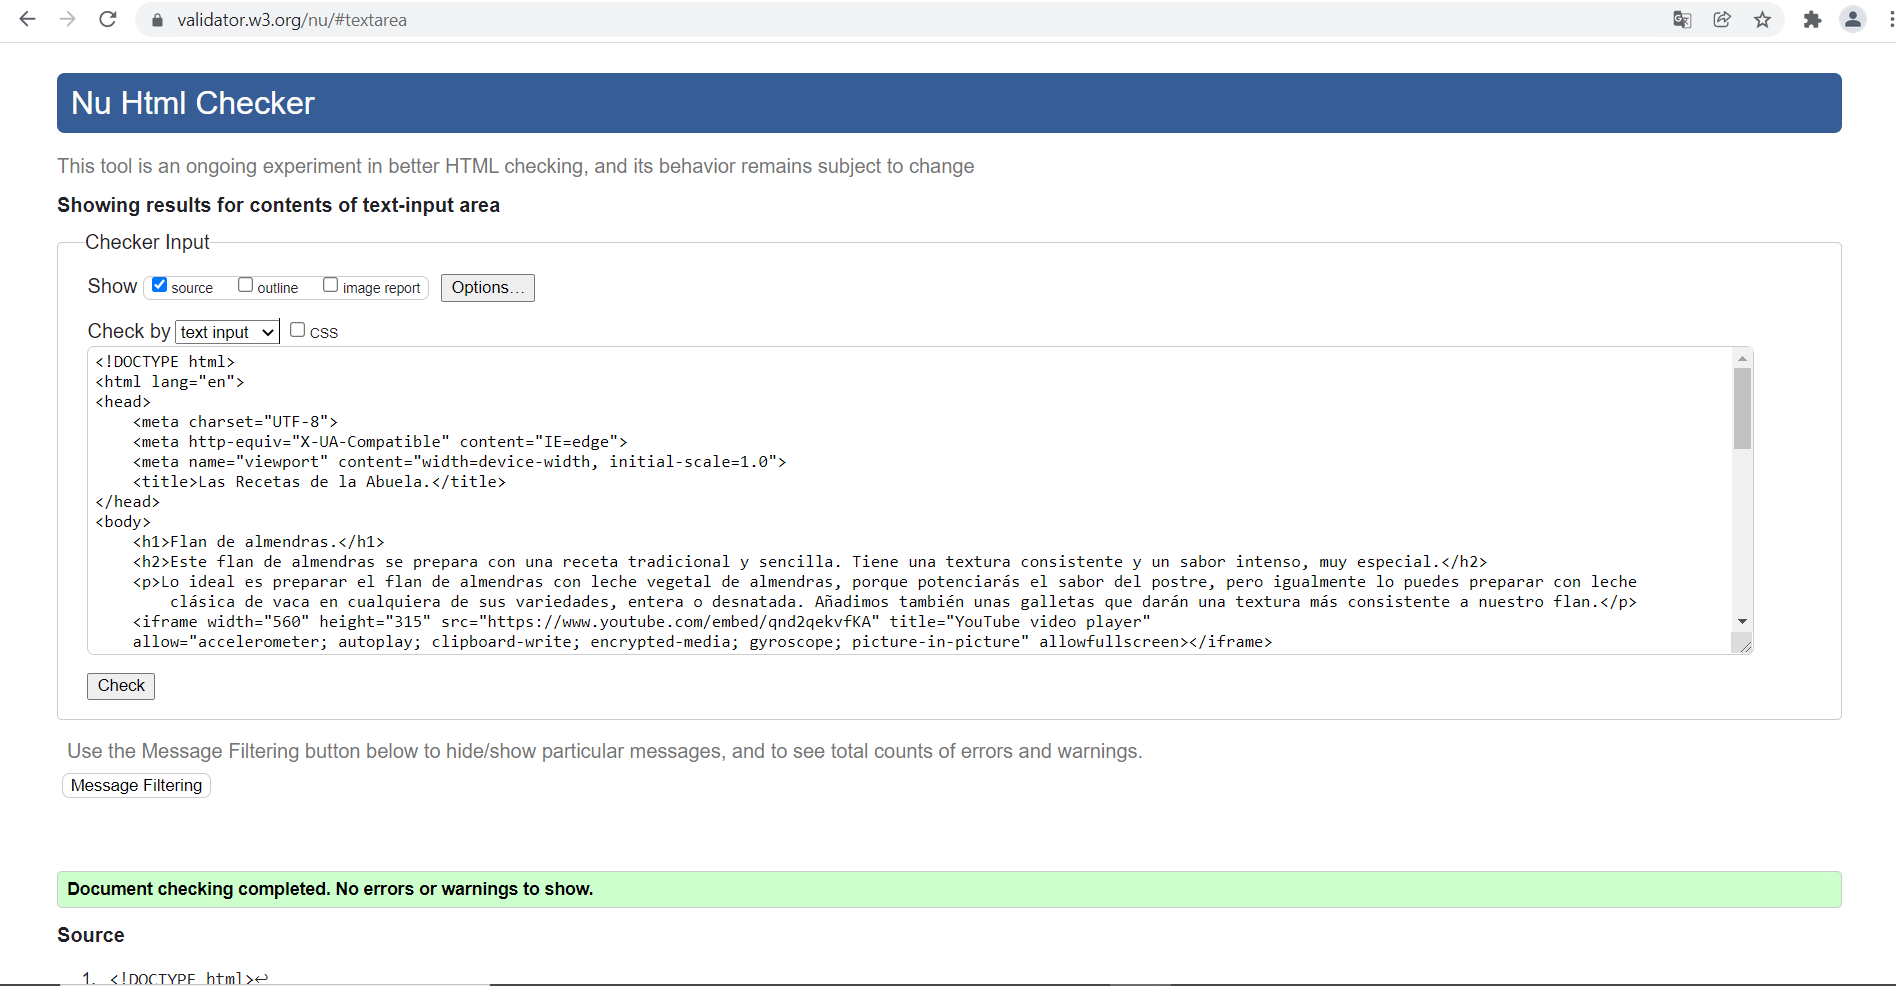 validator.w3.org/nu/#textarea
Nu Html Checker
This tool is an ongoing experiment in better HTML checking, and its behavior remains subject to change
Showing results for contents of text-input area
Checker Input
Show source outline image report Options...
Check by text input CSS
<!DOCTYPE html>
<html lang="en">
<head>
    <meta charset="UTF-8">
    <meta http-equiv="X-UA-Compatible" content="IE=edge">
    <meta name="viewport" content="width=device-width, initial-scale=1.0">
    <title>Las Recetas de la Abuela.</title>
</head>
<body>
    <h1>Flan de almendras.</h1>
    <h2>Este flan de almendras se prepara con una receta tradicional y sencilla. Tiene una textura consistente y un sabor intenso, muy especial.</h2>
    <p>Lo ideal es preparar el flan de almendras con leche vegetal de almendras, porque potenciarás el sabor del postre, pero igualmente lo puedes preparar con leche
        clásica de vaca en cualquiera de sus variedades, entera o desnatada. Añadimos también unas galletas que darán una textura más consistente a nuestro flan.</p>
    <iframe width="560" height="315" src="https://www.youtube.com/embed/qnd2qekvfKA" title="YouTube video player"
    allow="accelerometer; autoplay; clipboard-write; encrypted-media; gyroscope; picture-in-picture" allowfullscreen></iframe>
Check
Use the Message Filtering button below to hide/show particular messages, and to see total counts of errors and warnings.
Message Filtering
Document checking completed. No errors or warnings to show.
Source
1. <!DOCTYPE html>↩